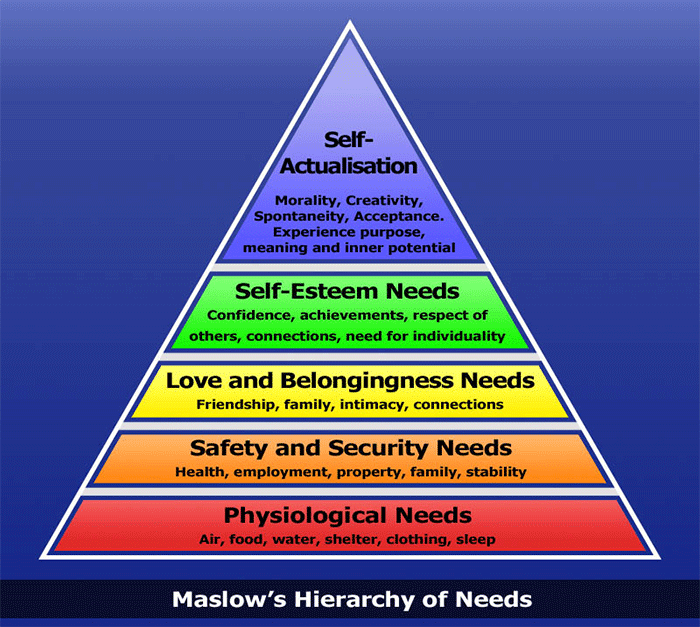 Self-
Actualisation
Morality, Creativity,
Spontaneity, Acceptance.
Experience purpose,
meaning and inner potential
Self-Esteem Needs
Confidence, achievements, respect of
others, connections, need for individuality
Love and Belongingness Needs
Friendship, family, intimacy, connections
Safety and Security Needs
Health, employment, property, family, stability
Physiological Needs
Air, food, water, shelter, clothing, sleep
Maslow's Hierarchy of Needs